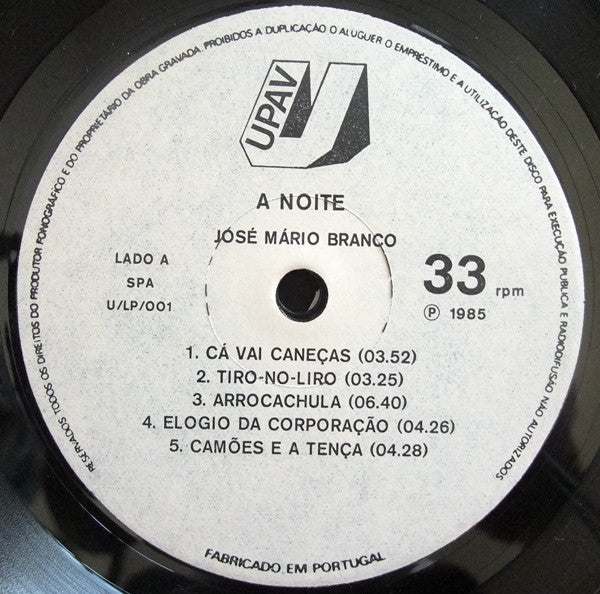 RESERVADOS TODOS OS DIREITOS DO PRODUTOR FONOGRÁFICO E DO PROPRIETÁRIO DA OBRA GRAVADA. PROIBIDOS A DUPLICAÇÃO O ALUGUER O EMPRÉSTIMO E A UTILIZAÇÃO DESTE DISCO PARA EXECUÇÃO PUBLICA E RADIODIFUSÃO NÃO AUTORIZADOS
UPAV
A NOITE
JOSÉ MÁRIO BRANCO
LADO A
SPA
U/LP/001
33 rpm
Ⓟ 1985
1. CÁ VAI CANEÇAS (03.52)
2. TIRO-NO-LIRO (03.25)
3. ARROCACHULA (06.40)
4. ELOGIO DA CORPORAÇÃO (04.26)
5. CAMÕES E A TENÇA (04.28)
FABRICADO EM PORTUGAL